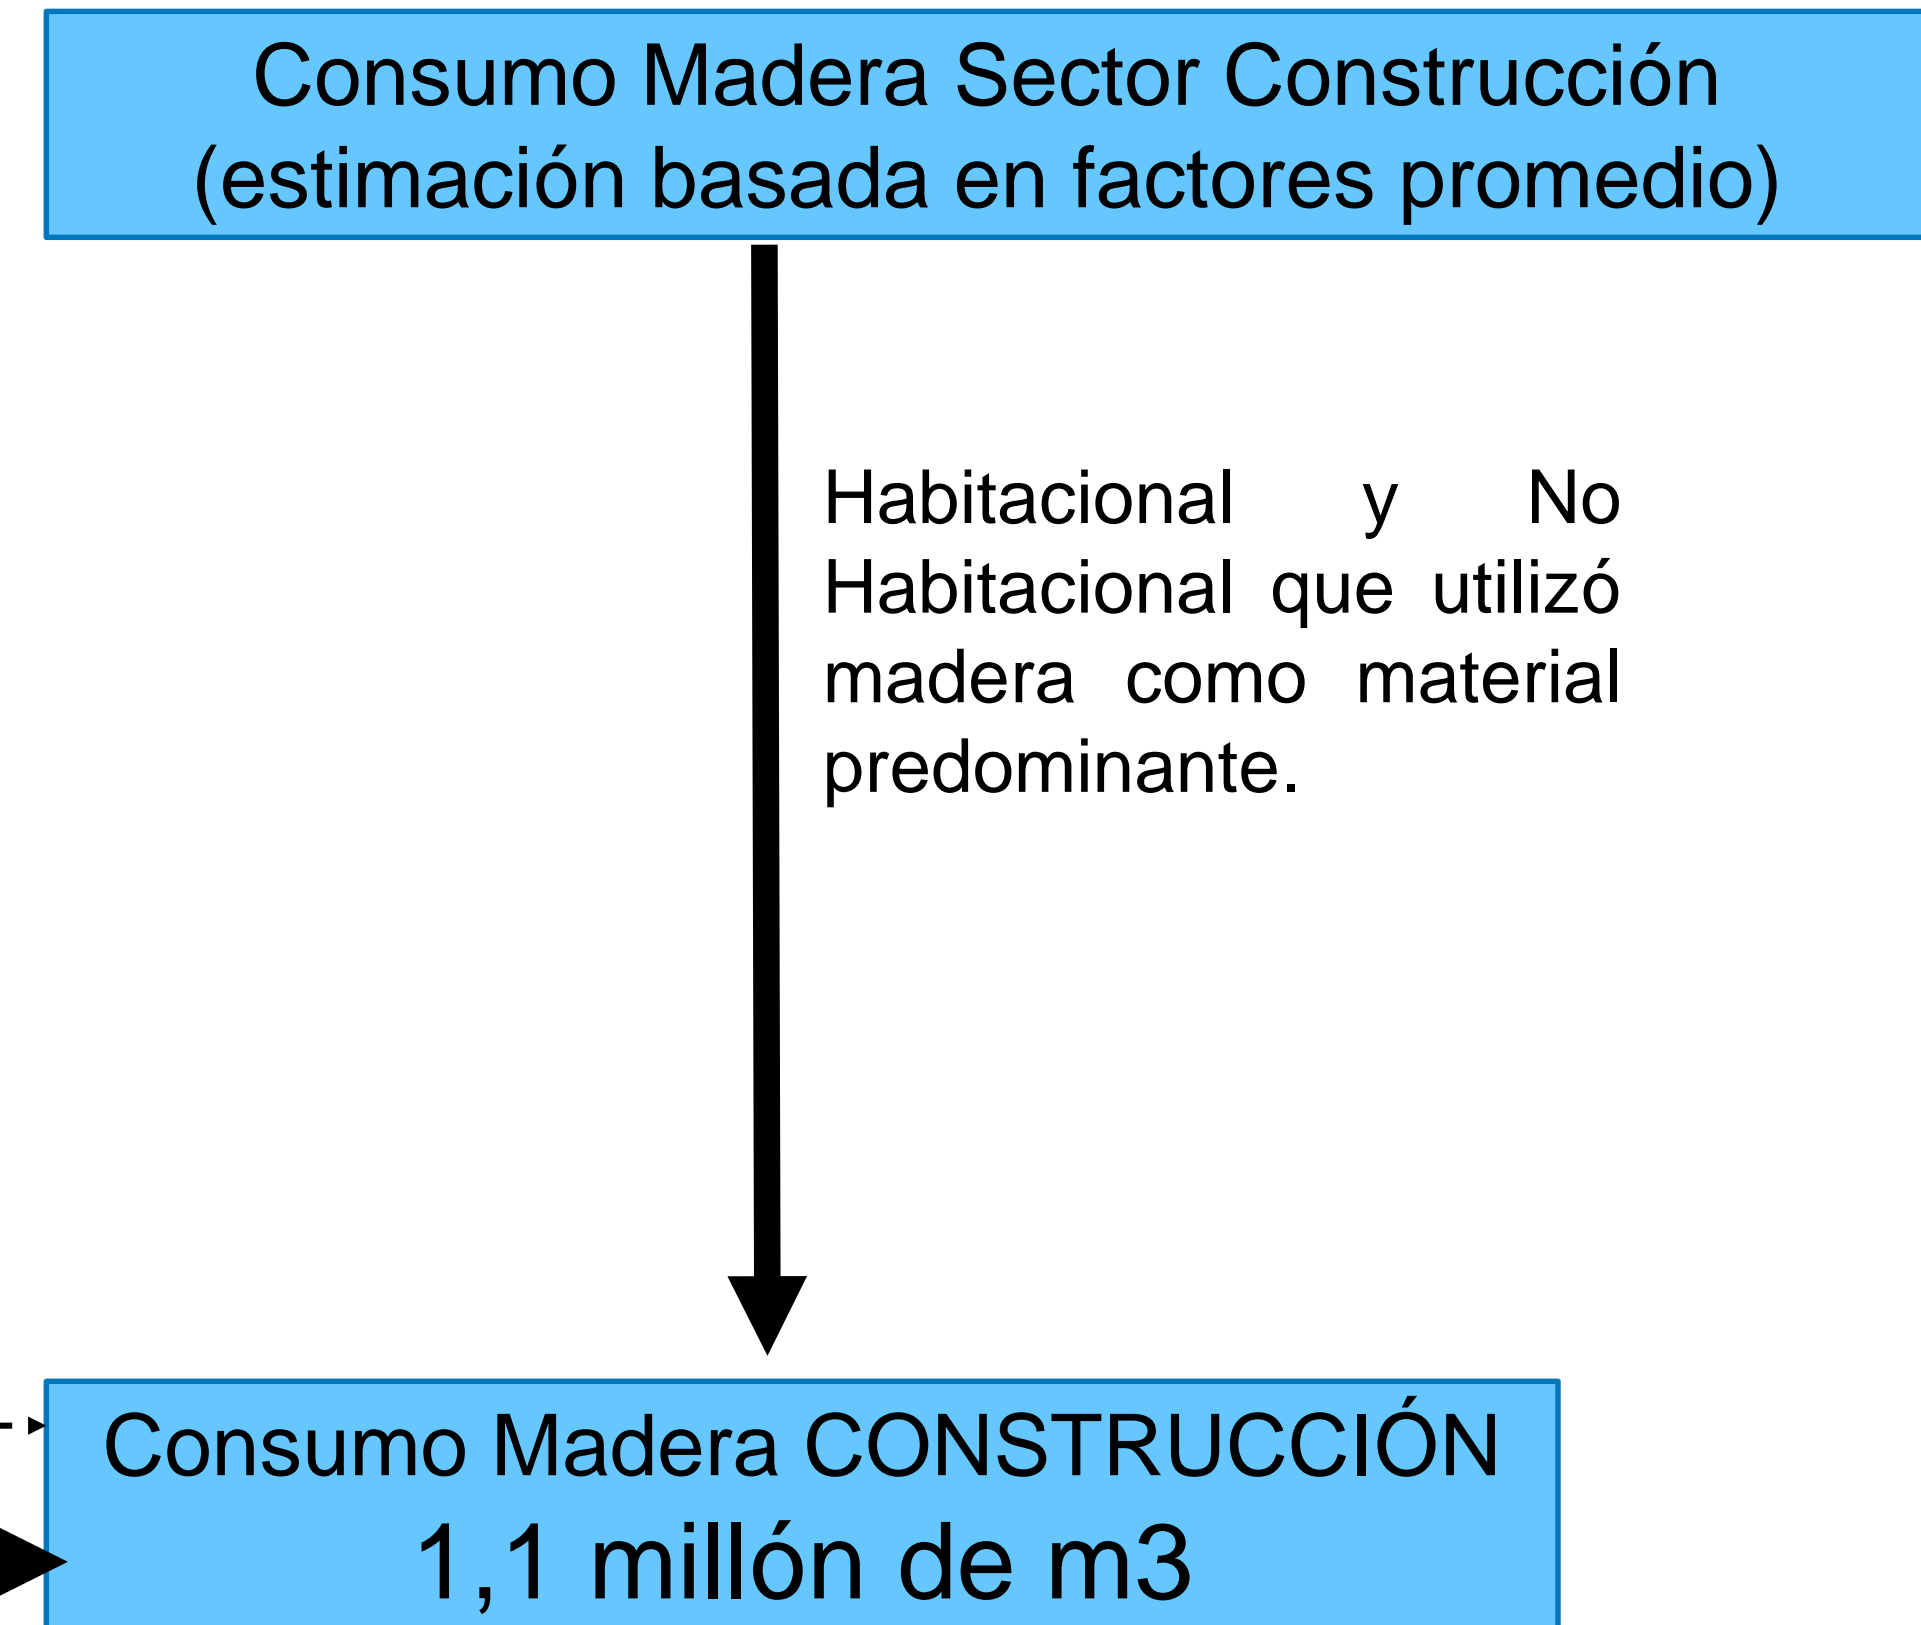 Consumo Madera Sector Construcción
(estimación basada en factores promedio)
Habitacional y No
Habitacional que utilizó
madera como material
predominante.
Consumo Madera CONSTRUCCIÓN
1,1 millón de m3